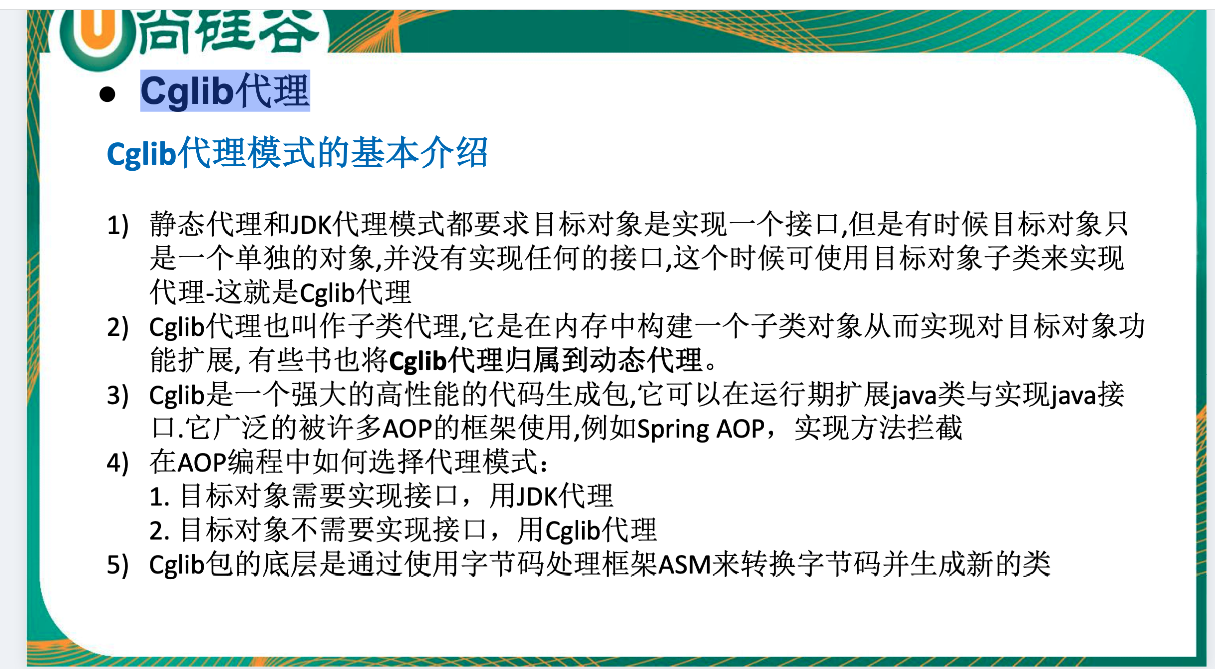 尚硅谷
• Cglib代理
Cglib代理模式的基本介绍
1) 静态代理和JDK代理模式都要求目标对象是实现一个接口,但是有时候目标对象只
是一个单独的对象,并没有实现任何的接口,这个时候可使用目标对象子类来实现
代理-这就是Cglib代理
2) Cglib代理也叫作子类代理,它是在内存中构建一个子类对象从而实现对目标对象功
能扩展, 有些书也将Cglib代理归属到动态代理。
3) Cglib是一个强大的高性能的代码生成包,它可以在运行期扩展java类与实现java接
口.它广泛的被许多AOP的框架使用,例如Spring AOP，实现方法拦截
4) 在AOP编程中如何选择代理模式：
1. 目标对象需要实现接口，用JDK代理
2. 目标对象不需要实现接口，用Cglib代理
5) Cglib包的底层是通过使用字节码处理框架ASM来转换字节码并生成新的类